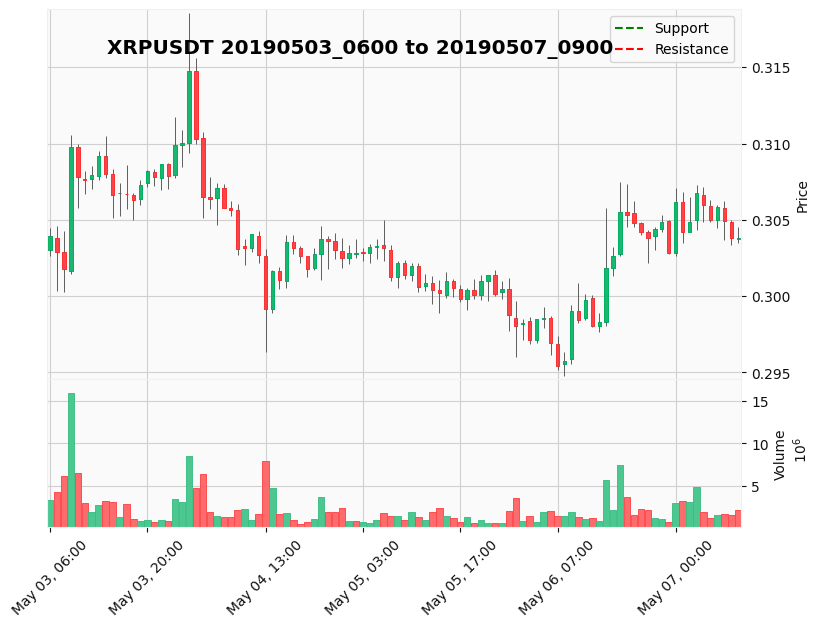 XRPUSDT 20190503_0600 to 20190507_0900
Support
Resistance
0.315
0.310
0.305
0.300
0.295
Price
15
10
5
Volume
10^6
May 03, 06:00
May 03, 20:00
May 04, 13:00
May 05, 03:00
May 05, 17:00
May 06, 07:00
May 07, 00:00